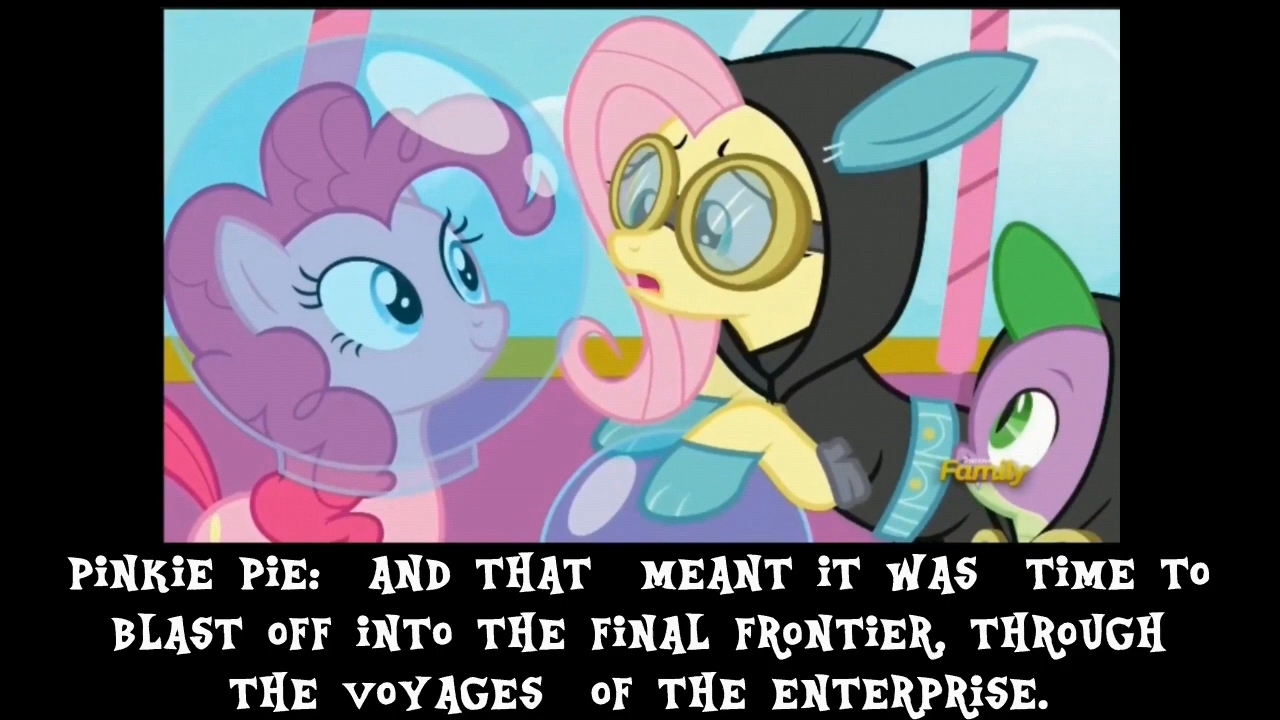 Family
PINKIE PIE: AND THAT MEANT IT WAS TIME TO
BLAST OFF INTO THE FINAL FRONTIER, THROUGH
THE VOYAGES OF THE ENTERPRISE.